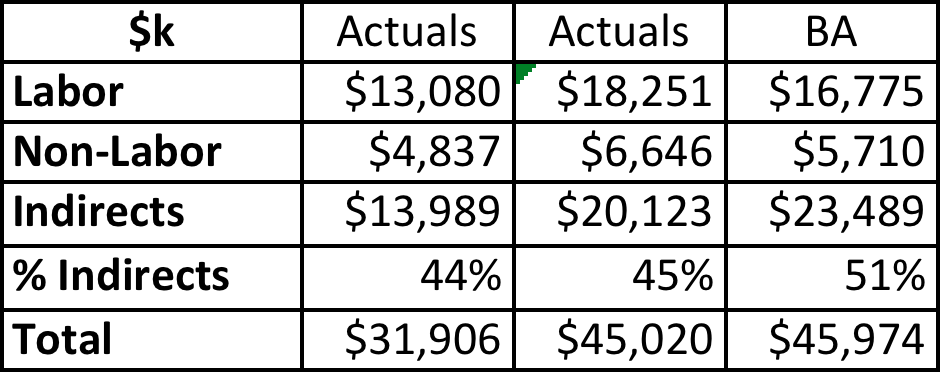 $k Actuals Actuals BA
Labor $13,080 $18,251 $16,775
Non-Labor $4,837 $6,646 $5,710
Indirects $13,989 $20,123 $23,489
% Indirects 44% 45% 51%
Total $31,906 $45,020 $45,974